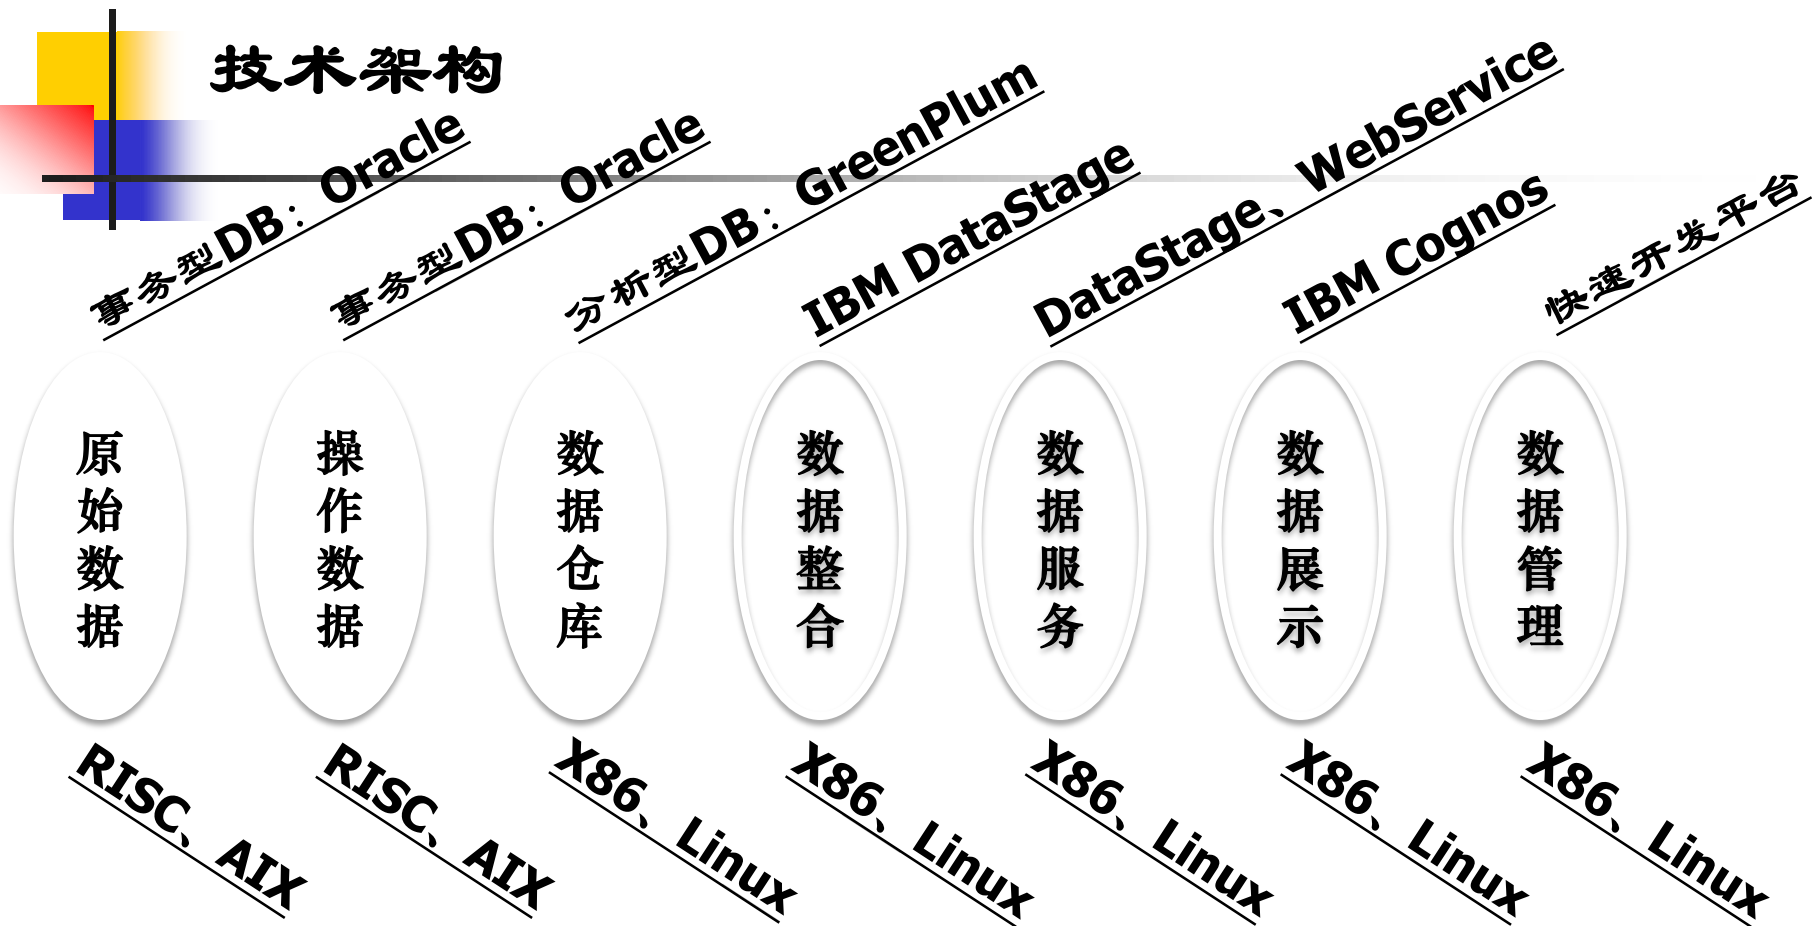 技术架构
事务型DB：Oracle
事务型DB：Oracle
分析型DB：GreenPlum
IBM DataStage
DataStage、WebService
IBM Cognos
快速开发平台
原始数据
操作数据
数据仓库
数据整合
数据服务
数据展示
数据管理
RISC、AIX
RISC、AIX
X86、Linux
X86、Linux
X86、Linux
X86、Linux
X86、Linux